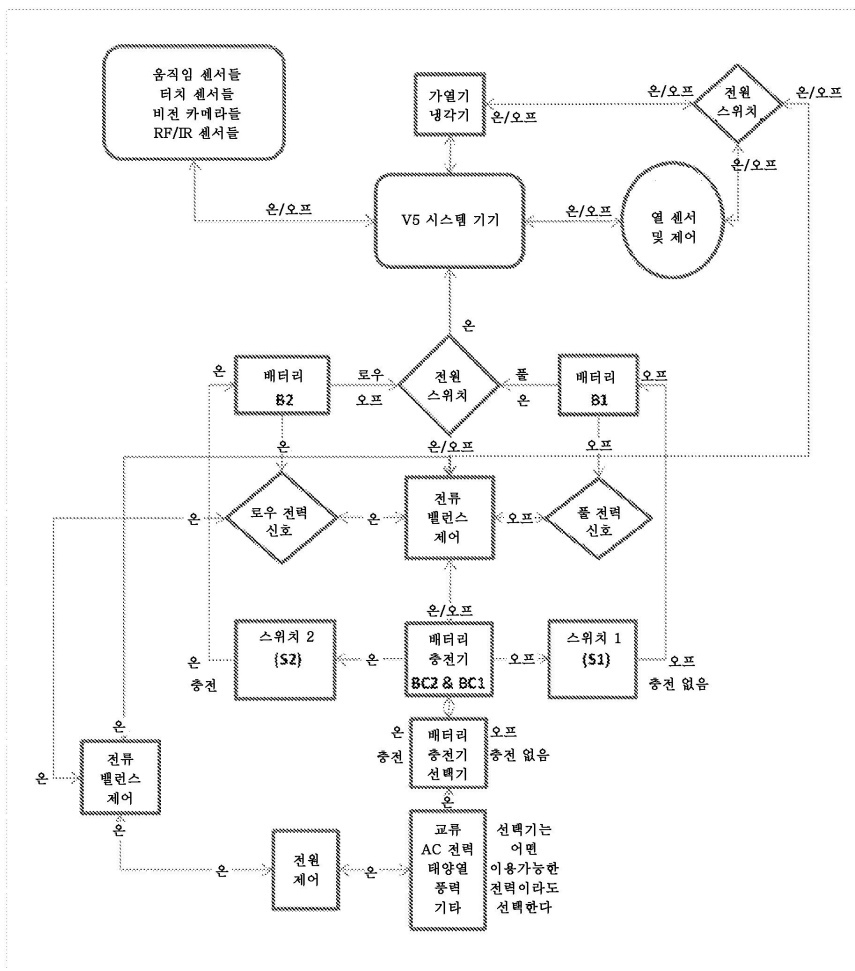 움직임 센서들
터치 센서들
비전 카메라들
RF/IR 센서들
가열기
냉각기
온/오프
온/오프
전원
스위치
온/오프
온/오프
온/오프
V5 시스템 기기
온/오프
열 센서
및 제어
온
온
배터리
B2
로우
오프
전원
스위치
풀
온
배터리
B1
오프
온
온/오프
오프
온
로우 전력
신호
온
전류
밸런스
제어
오프
풀 전력
신호
온/오프
스위치 2
(S2)
온
충전
온
배터리
충전기
BC2 & BC1
오프
스위치 1
(S1)
오프
충전 없음
온
충전
배터리
충전기
선택기
오프
충전 없음
온
온
전류
밸런스
제어
온
온
온
온
전원
제어
온
교류
AC 전력
태양열
풍력
기타
선택기는
어떤
이용가능한
전력이라도
선택한다